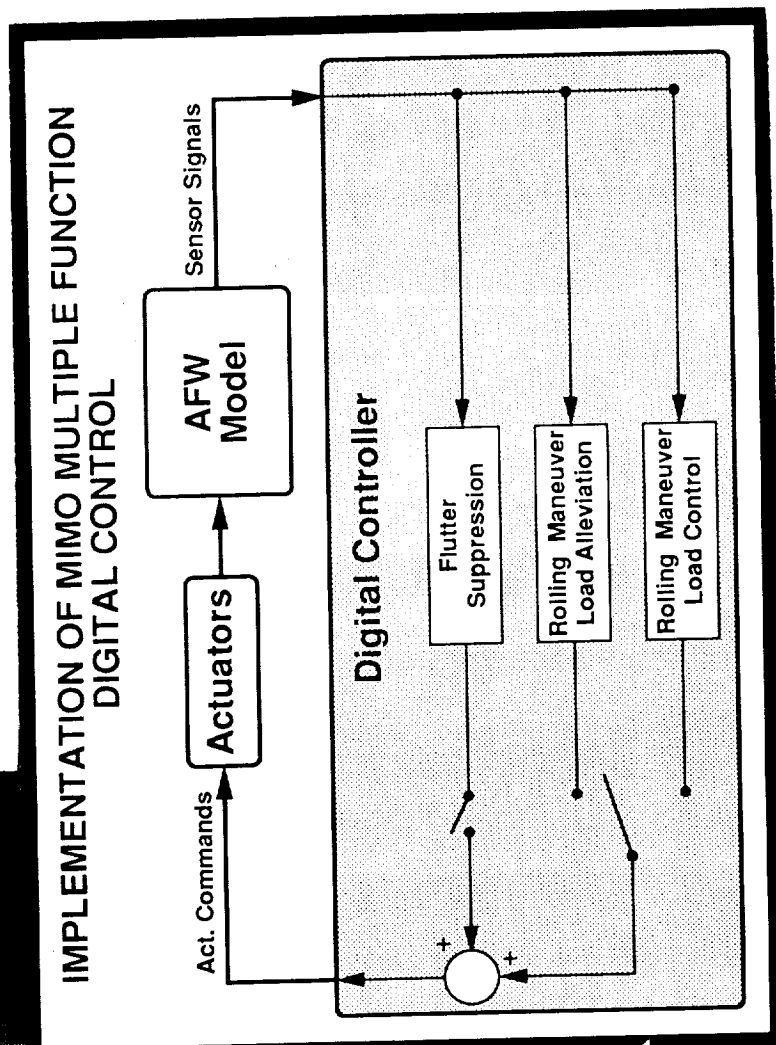 IMPLEMENTATION OF MIMO MULTIPLE FUNCTION
DIGITAL CONTROL
Act. Commands
Actuators
AFW
Model
Sensor Signals
Digital Controller
+
+
Flutter
Suppression
Rolling Maneuver
Load Alleviation
Rolling Maneuver
Load Control